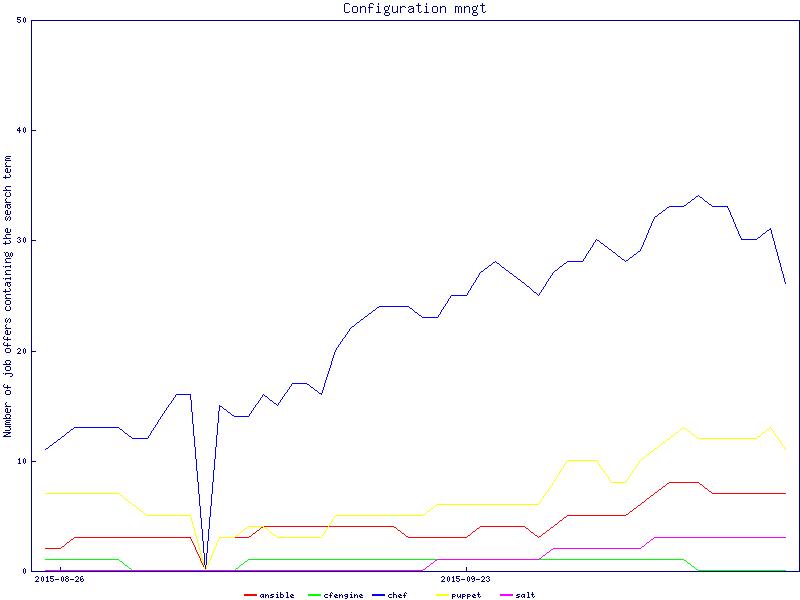 Configuration mngt
50
40
30
20
10
0
Number of job offers containing the search term
2015-08-26 2015-09-23
ansible cfengine chef puppet salt